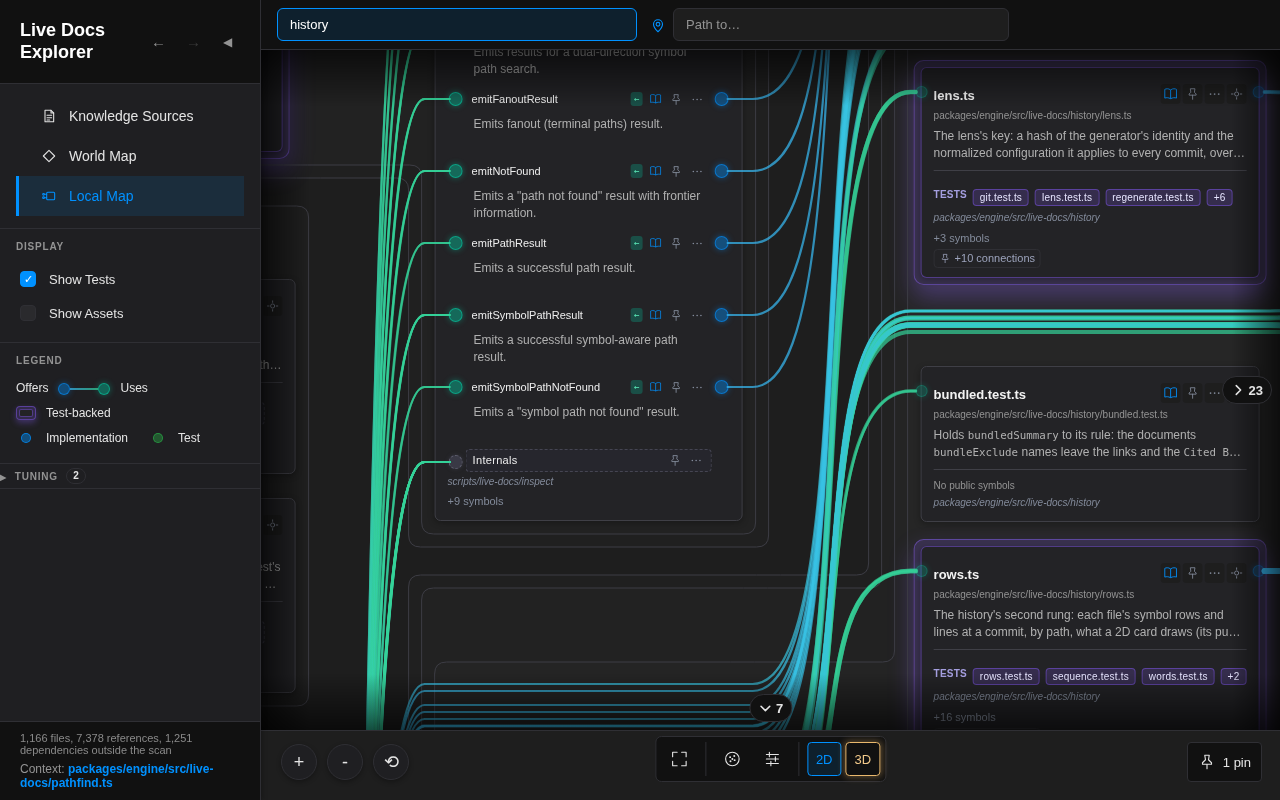 Live Docs
Explorer
← → ◀
Knowledge Sources
World Map
Local Map
DISPLAY
Show Tests
Show Assets
LEGEND
Offers Uses
Test-backed
Implementation Test
TUNING 2
1,166 files, 7378 references, 1,251
dependencies outside the scan
Context: packages/engine/src/live-
docs/pathfind.ts
history
Path to…
Emits results for a dual-direction symbol
path search.
emitFanoutResult
Emits fanout (terminal paths) result.
emitNotFound
Emits a "path not found" result with frontier
information.
emitPathResult
Emits a successful path result.
emitSymbolPathResult
Emits a successful symbol-aware path
result.
emitSymbolPathNotFound
Emits a "symbol path not found" result.
Internals
scripts/live-docs/inspect
+9 symbols
th…
est's
…
lens.ts
packages/engine/src/live-docs/history/lens.ts
The lens's key: a hash of the generator's identity and the
normalized configuration it applies to every commit, over…
TESTS git.test.ts lens.test.ts regenerate.test.ts +6
packages/engine/src/live-docs/history
+3 symbols
+10 connections
bundled.test.ts
23
packages/engine/src/live-docs/history/bundled.test.ts
Holds bundledSummary to its rule: the documents
bundleExclude names leave the links and the Cited B…
No public symbols
packages/engine/src/live-docs/history
rows.ts
packages/engine/src/live-docs/history/rows.ts
The history's second rung: each file's symbol rows and
lines at a commit, by path, what a 2D card draws (its pu…
TESTS rows.test.ts sequence.test.ts words.test.ts +2
packages/engine/src/live-docs/history
+16 symbols
7
+ - ⟲
2D 3D
1 pin